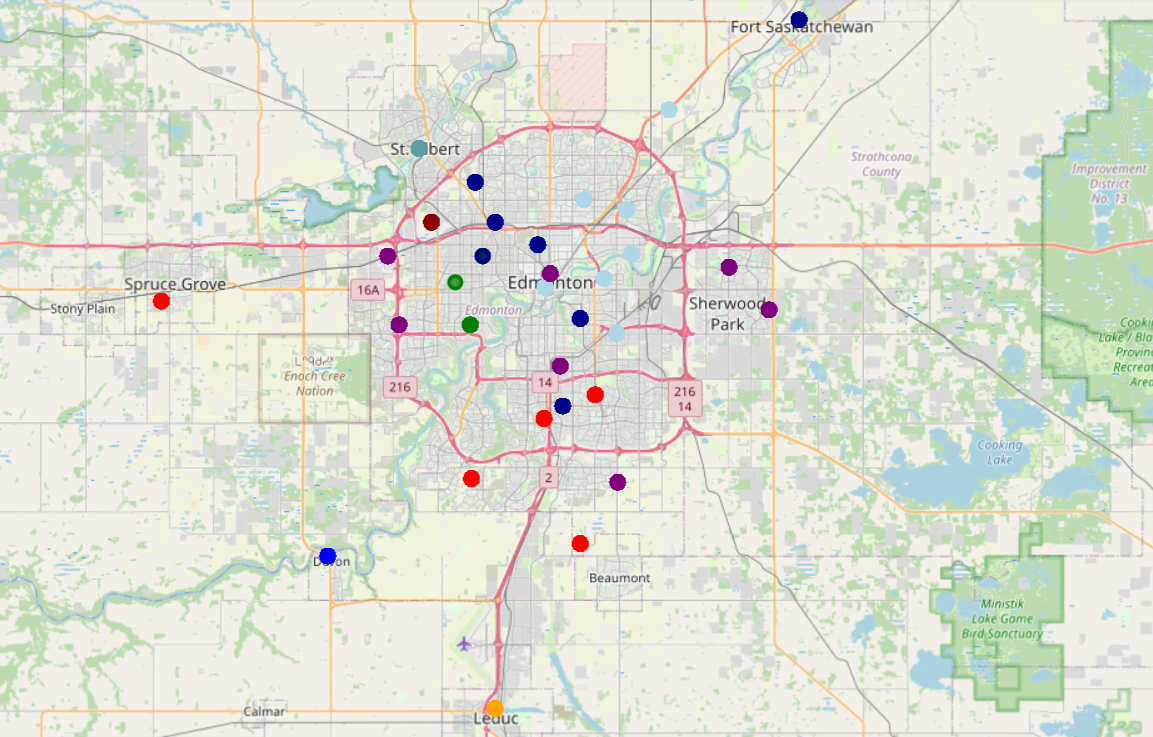 Fort Saskatchewan
St. Albert
Strathcona
County
Improvement
District
No. 13
Spruce Grove
Stony Plain
16A
Edmonton
Edmonton
Sherwood
Park
Enoch Cree
Nation
216
14
216
14
Cooking
Lake
2
Devon
Beaumont
Ministik
Lake Game
Bird Sanctuary
Calmar
Leduc